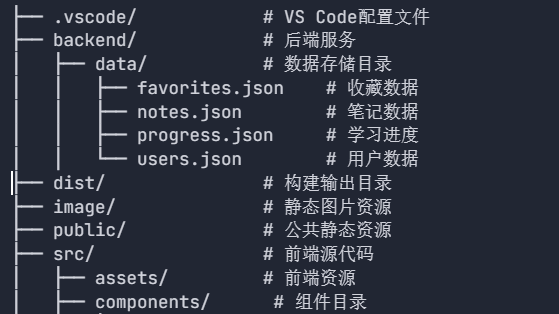 ├── .vscode/            # VS Code配置文件
├── backend/            # 后端服务
│   ├── data/           # 数据存储目录
│   │   ├── favorites.json    # 收藏数据
│   │   ├── notes.json        # 笔记数据
│   │   ├── progress.json     # 学习进度
│   │   └── users.json        # 用户数据
├── dist/               # 构建输出目录
├── image/              # 静态图片资源
├── public/             # 公共静态资源
├── src/                # 前端源代码
│   ├── assets/         # 前端资源
│   ├── components/      # 组件目录